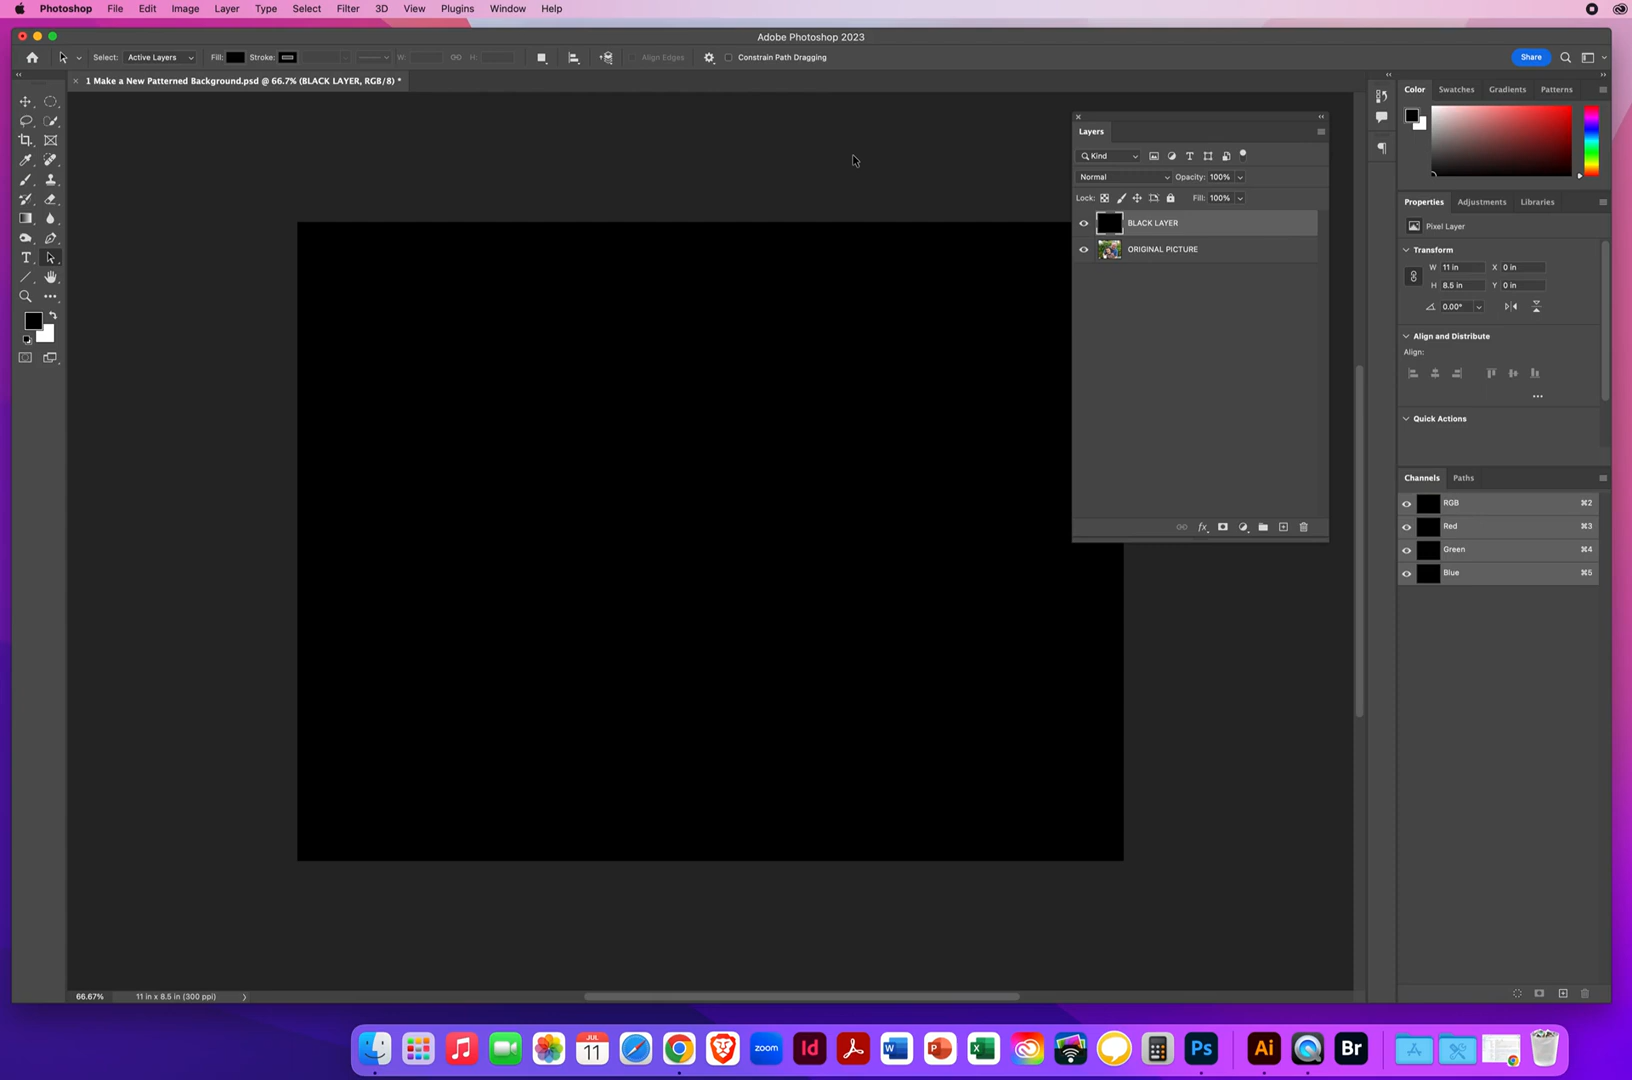 Photoshop File Edit Image Layer Type Select Filter 3D View Plugins Window Help
Adobe Photoshop 2023
Select: Active Layers Fill: Stroke: W: H: Align Edges Constrain Path Dragging Share
1 Make a New Patterned Background.psd @ 66.7% (BLACK LAYER, RGB/8) *
Layers
Kind
Normal Opacity: 100%
Lock: Fill: 100%
BLACK LAYER
ORIGINAL PICTURE
fx
Color Swatches Gradients Patterns
Properties Adjustments Libraries
Pixel Layer
Transform
W 11 in X 0 in
H 8.5 in Y 0 in
0.00°
Align and Distribute
Align:
Quick Actions
Channels Paths
RGB ⌘2
Red ⌘3
Green ⌘4
Blue ⌘5
66.67% 11 in x 8.5 in (300 ppi)
JUL
11 zoom Id W P X Ps Ai Br